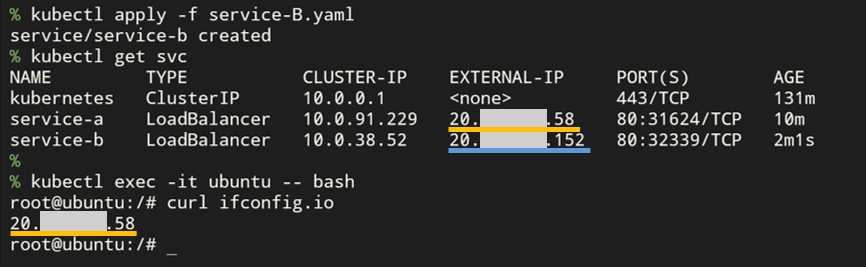 % kubectl apply -f service-B.yaml
service/service-b created
% kubectl get svc
NAME TYPE CLUSTER-IP EXTERNAL-IP PORT(S) AGE
kubernetes ClusterIP 10.0.0.1 <none> 443/TCP 131m
service-a LoadBalancer 10.0.91.229 20. .58 80:31624/TCP 10m
service-b LoadBalancer 10.0.38.52 20. .152 80:32339/TCP 2m1s
%
% kubectl exec -it ubuntu -- bash
root@ubuntu:/# curl ifconfig.io
20. .58
root@ubuntu:/# _